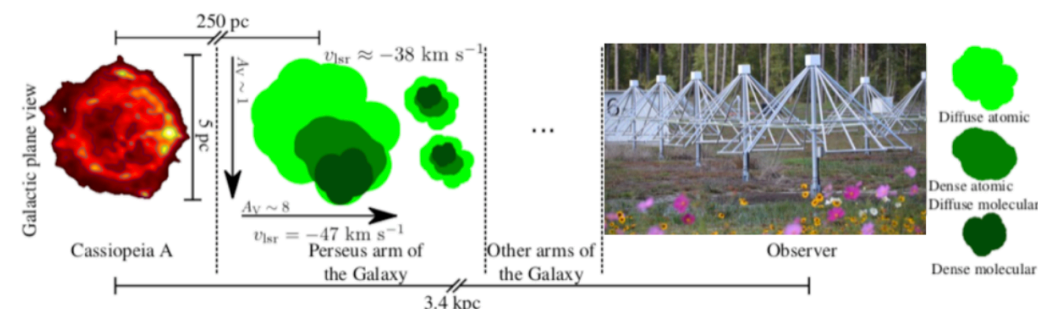 250 pc
Galactic plane view
5 pc
A_V ~ 1
v_lsr ≈ −38 km s⁻¹
A_V ~ 8
v_lsr = −47 km s⁻¹
...
6
Cassiopeia A
Perseus arm of
the Galaxy
Other arms of
the Galaxy
Observer
3.4 kpc
Diffuse atomic
Dense atomic
Diffuse molecular
Dense molecular